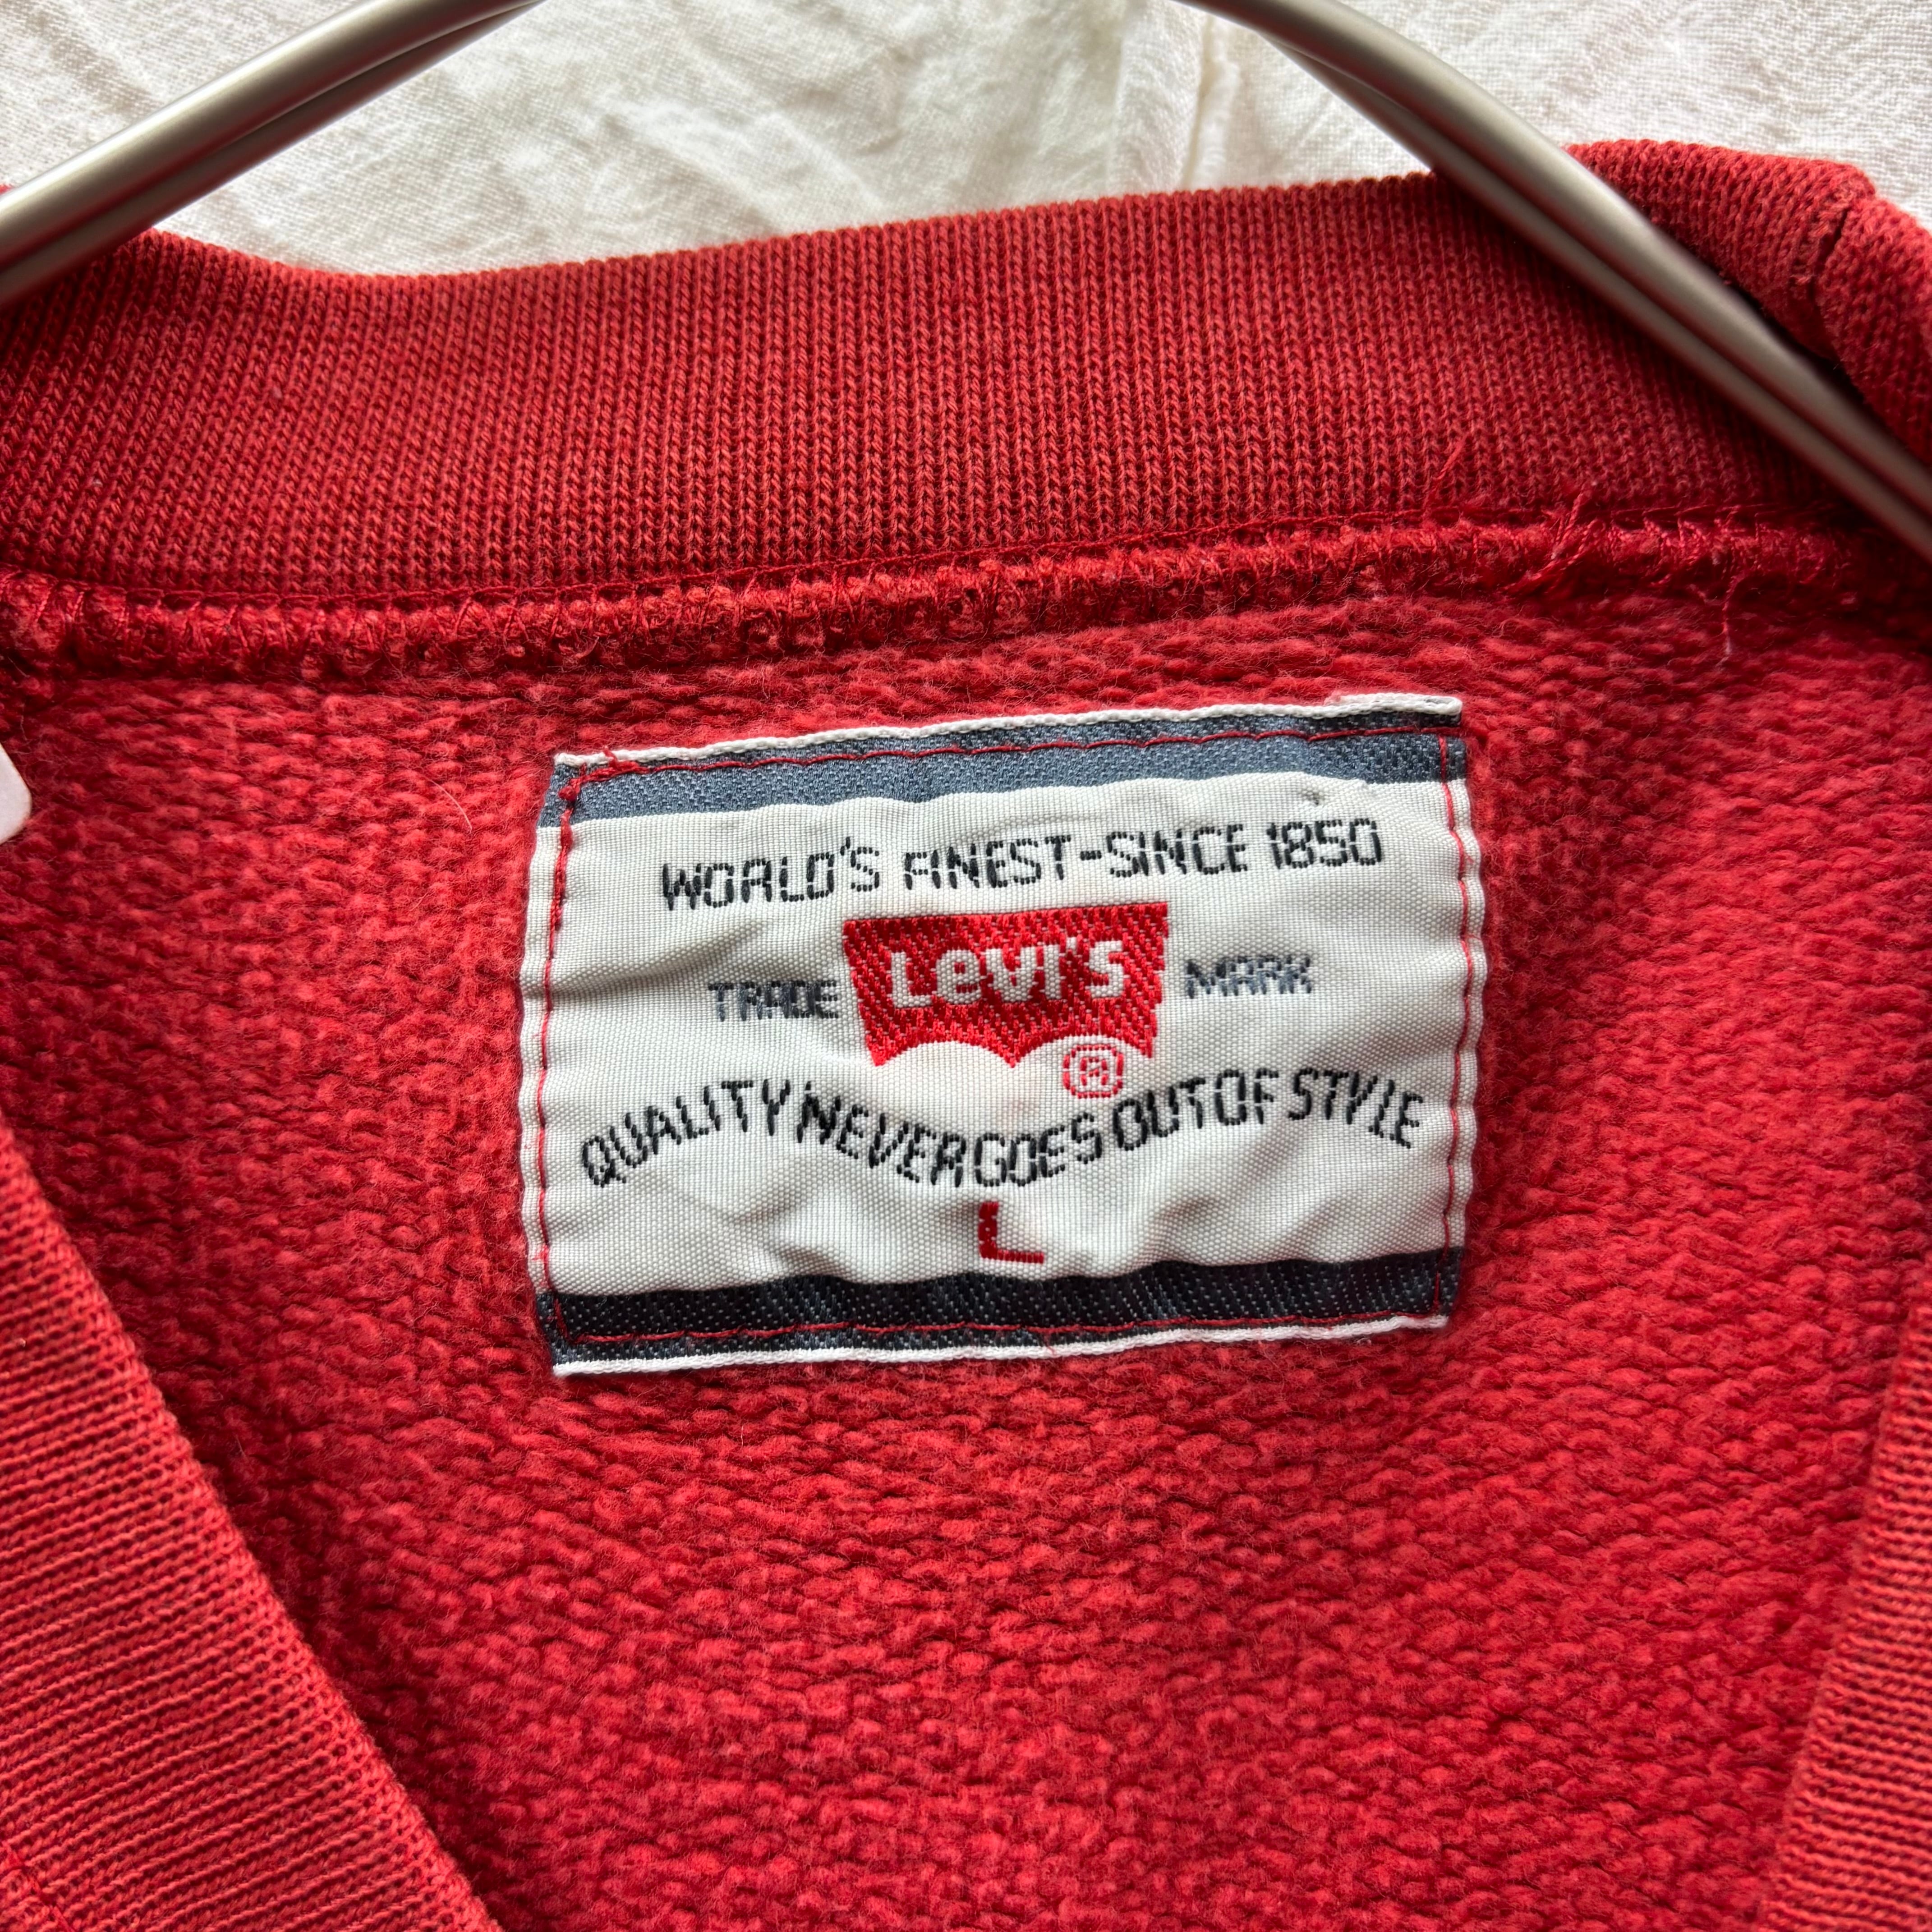 WORLD'S FINEST-SINCE 1850
TRADE LEVI'S MARK
®
QUALITY NEVER GOES OUT OF STYLE
L